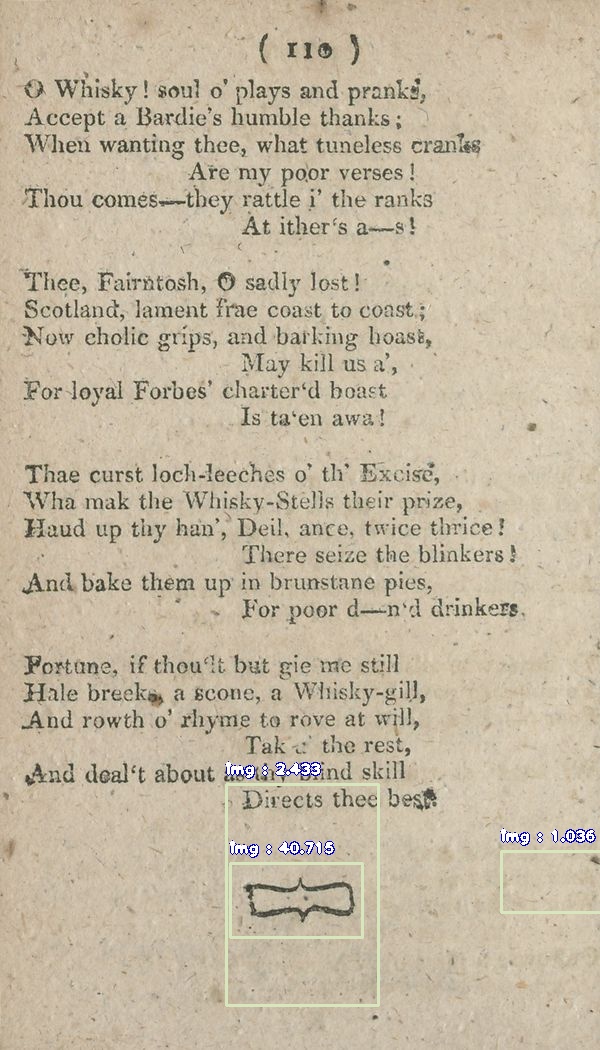 ( 110 )
O Whisky! soul o' plays and pranks,
Accept a Bardie's humble thanks;
When wanting thee, what tuneless cranks
Are my poor verses!
Thou comes—they rattle i' the ranks
At ither's a—s!
Thee, Fairntosh, O sadly lost!
Scotland, lament frae coast to coast;
Now cholic grips, and barking hoast,
May kill us a',
For loyal Forbes' charter'd boast
Is ta'en awa!
Thae curst loch-leeches o' th' Excise,
Wha mak the Whisky-Stells their prize,
Haud up thy han', Deil, ance, twice thrice!
There seize the blinkers!
And bake them up in brunstane pies,
For poor d—n'd drinkers.
Fortune, if thou'lt but gie me still
Hale breeks, a scone, a Whisky-gill,
And rowth o' rhyme to rove at will,
Tak a' the rest,
And deal't about as thy blind skill
img : 2.433
Directs thee best.
img : 40.715
img : 1.036